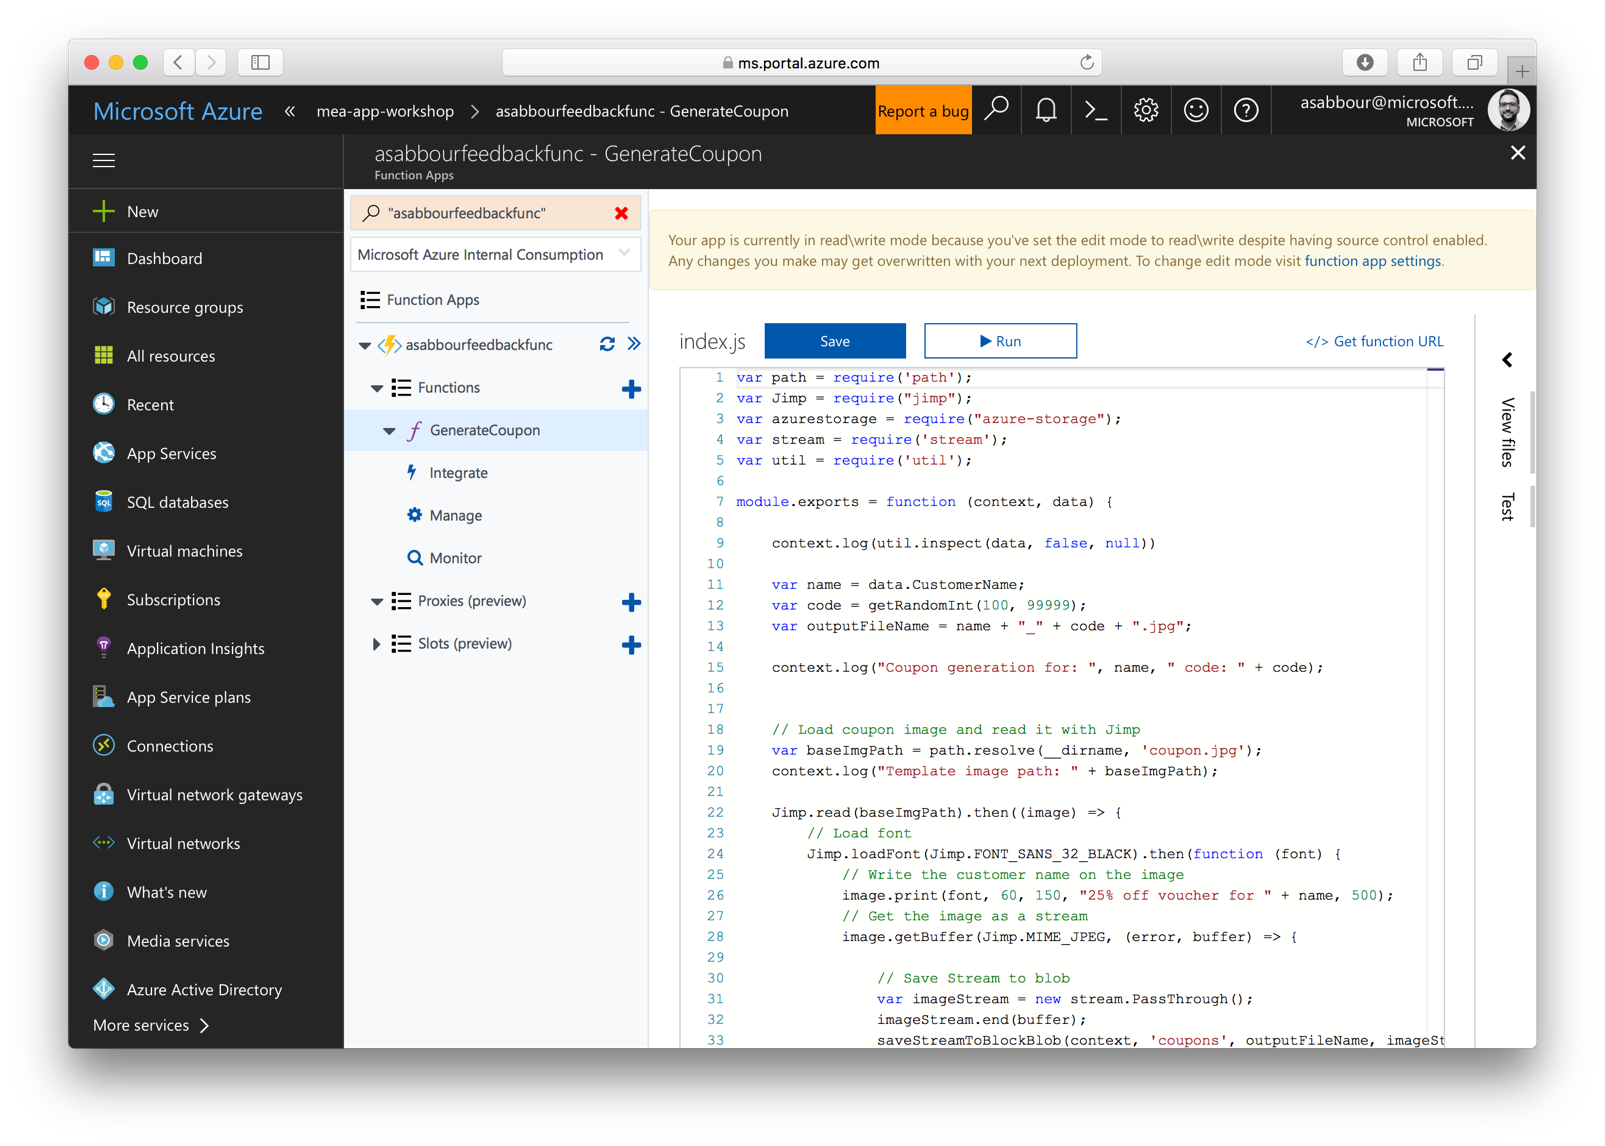 ms.portal.azure.com
Microsoft Azure « mea-app-workshop > asabbourfeedbackfunc - GenerateCoupon
Report a bug
asabbour@microsoft....
MICROSOFT
asabbourfeedbackfunc - GenerateCoupon
Function Apps
New
Dashboard
Resource groups
All resources
Recent
App Services
SQL
SQL databases
Virtual machines
Subscriptions
Application Insights
App Service plans
Connections
Virtual network gateways
Virtual networks
What's new
Media services
Azure Active Directory
More services >
"asabbourfeedbackfunc"
Microsoft Azure Internal Consumption
Function Apps
asabbourfeedbackfunc
Functions
GenerateCoupon
Integrate
Manage
Monitor
Proxies (preview)
Slots (preview)
Your app is currently in read\write mode because you've set the edit mode to read\write despite having source control enabled.
Any changes you make may get overwritten with your next deployment. To change edit mode visit function app settings.
index.js
Save
Run
</> Get function URL
View files
Test
1 var path = require('path');
2 var Jimp = require("jimp");
3 var azurestorage = require("azure-storage");
4 var stream = require('stream');
5 var util = require('util');
6
7 module.exports = function (context, data) {
8
9 context.log(util.inspect(data, false, null))
10
11 var name = data.CustomerName;
12 var code = getRandomInt(100, 99999);
13 var outputFileName = name + "_" + code + ".jpg";
14
15 context.log("Coupon generation for: ", name, " code: " + code);
16
17
18 // Load coupon image and read it with Jimp
19 var baseImgPath = path.resolve(__dirname, 'coupon.jpg');
20 context.log("Template image path: " + baseImgPath);
21
22 Jimp.read(baseImgPath).then((image) => {
23 // Load font
24 Jimp.loadFont(Jimp.FONT_SANS_32_BLACK).then(function (font) {
25 // Write the customer name on the image
26 image.print(font, 60, 150, "25% off voucher for " + name, 500);
27 // Get the image as a stream
28 image.getBuffer(Jimp.MIME_JPEG, (error, buffer) => {
29
30 // Save Stream to blob
31 var imageStream = new stream.PassThrough();
32 imageStream.end(buffer);
33 saveStreamToBlockBlob(context, 'coupons', outputFileName, imageSt